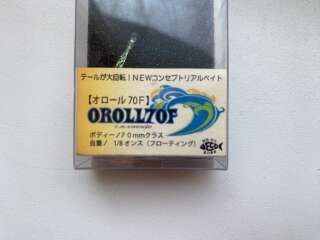 テールが大回転！NEWコンセプトリアルベイト
【オロール70F】
OROLL70F
ボディー／70mmクラス
自重／ 1/8オンス（フローティング）